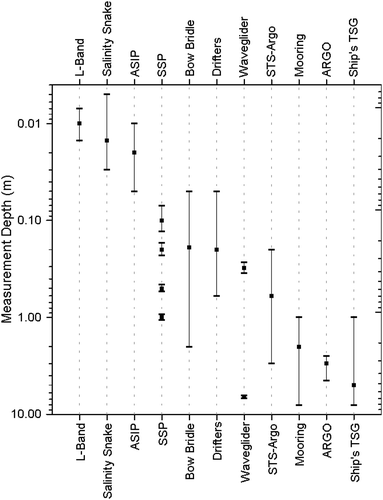 L-Band
Salinity Snake
ASIP
SSP
Bow Bridle
Drifters
Waveglider
STS-Argo
Mooring
ARGO
Ship's TSG
Measurement Depth (m)
0.01
0.10
1.00
10.00
L-Band
Salinity Snake
ASIP
SSP
Bow Bridle
Drifters
Waveglider
STS-Argo
Mooring
ARGO
Ship's TSG